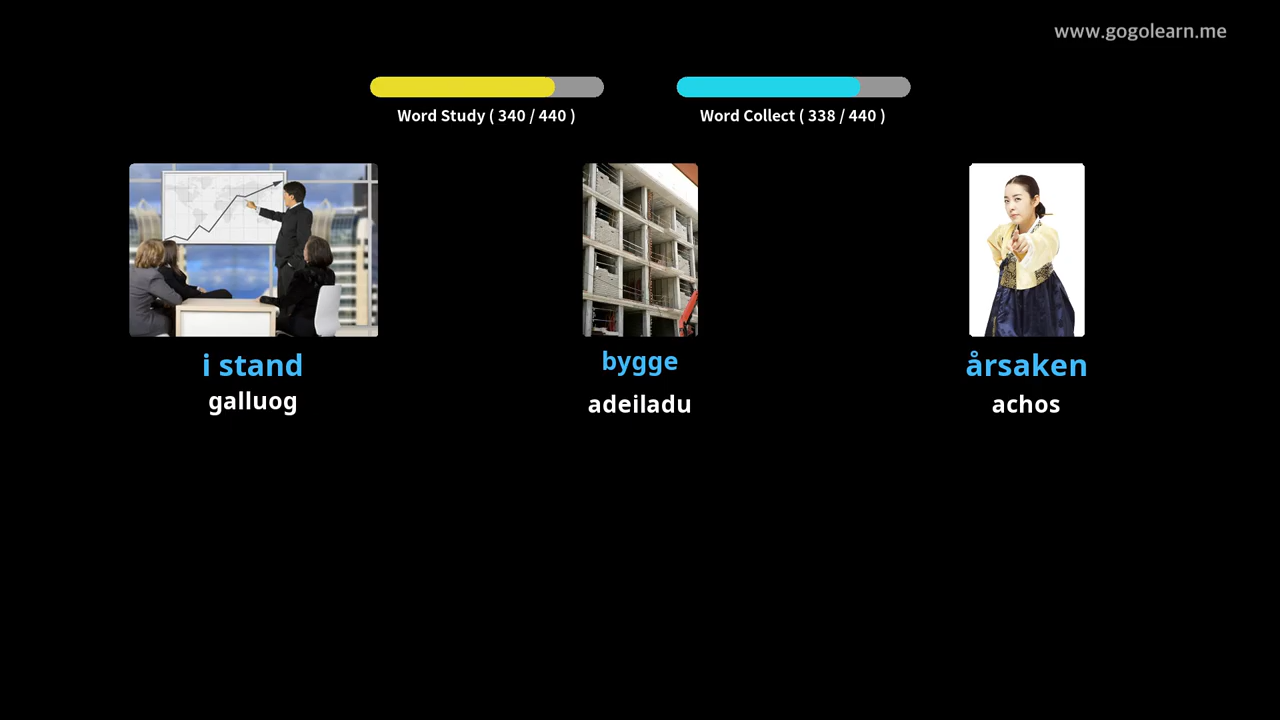 www.gogolearn.me
Word Study ( 340 / 440 )
Word Collect ( 338 / 440 )
i stand
bygge
årsaken
galluog
adeiladu
achos